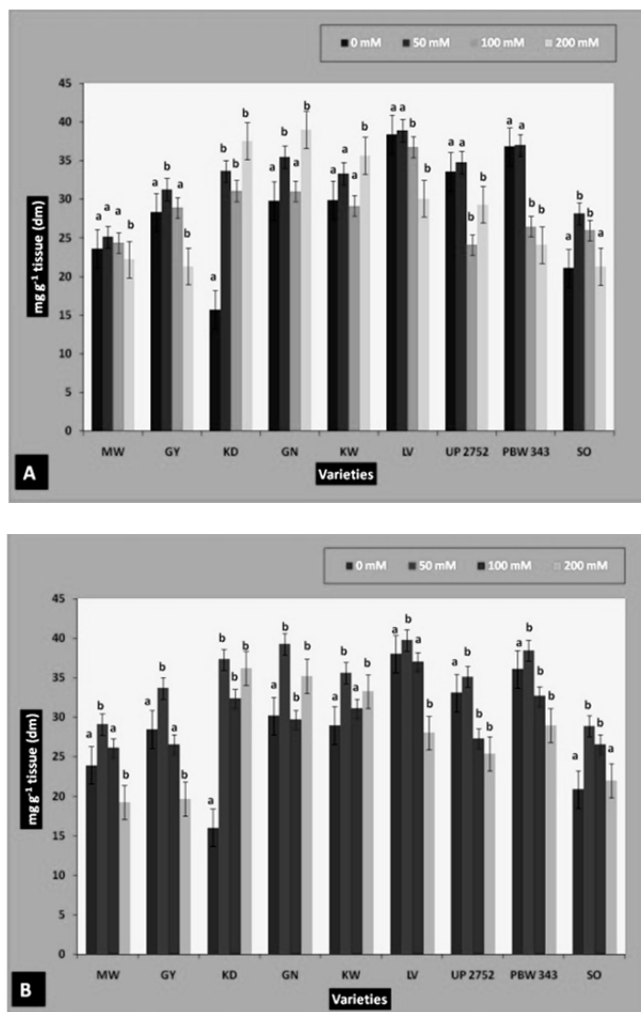 0 mM 50 mM 100 mM 200 mM
45
40
35
30
25
20
15
10
5
0
mg g-1 tissue (dm)
a a a b
a b a b
a b b b
a b a b
a a a b
a a b b
a a b b
a a b b
a b b a
MW GY KD GN KW LV UP 2752 PBW 343 SO
Varieties
A
0 mM 50 mM 100 mM 200 mM
45
40
35
30
25
20
15
10
5
0
mg g-1 tissue (dm)
a b a b
a b a b
a b b b
a b a b
a b a b
a b a b
a b b b
a b b b
a b b a
MW GY KD GN KW LV UP 2752 PBW 343 SO
Varieties
B